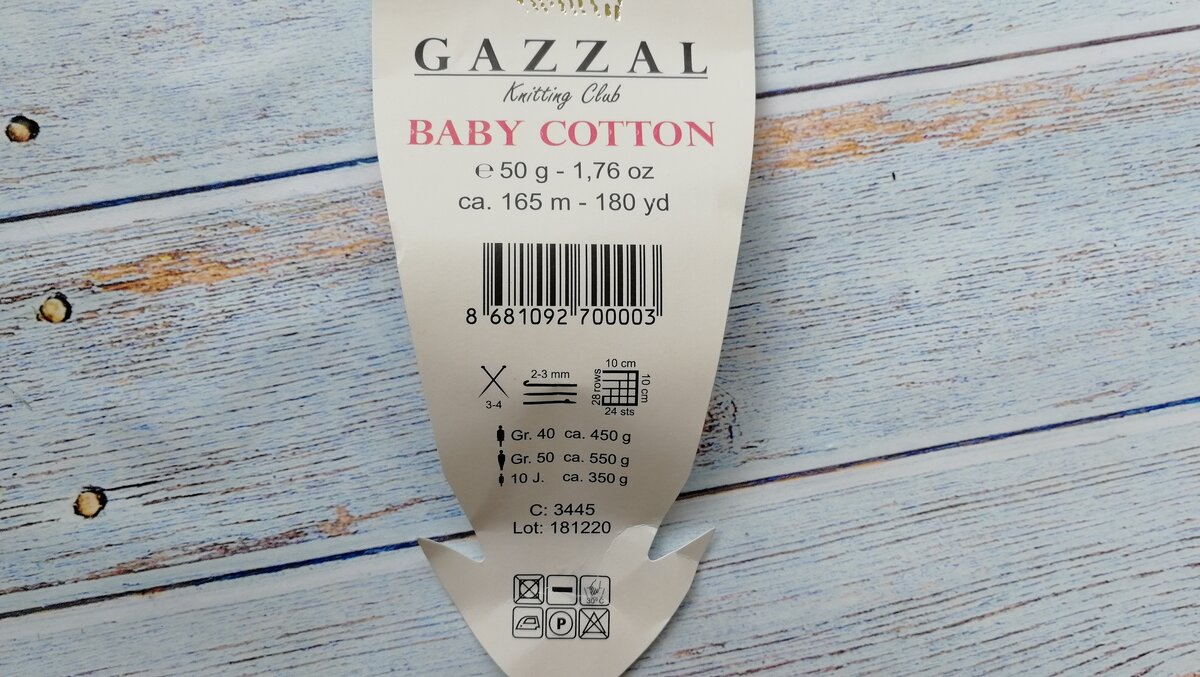 GAZZAL
Knitting Club
BABY COTTON
℮ 50 g - 1,76 oz
ca. 165 m - 180 yd
8 681092 700003
3-4
2-3 mm
10 cm
28 rows
10 cm
24 sts
Gr. 40 ca. 450 g
Gr. 50 ca. 550 g
10 J. ca. 350 g
C: 3445
Lot: 181220
30°C
P